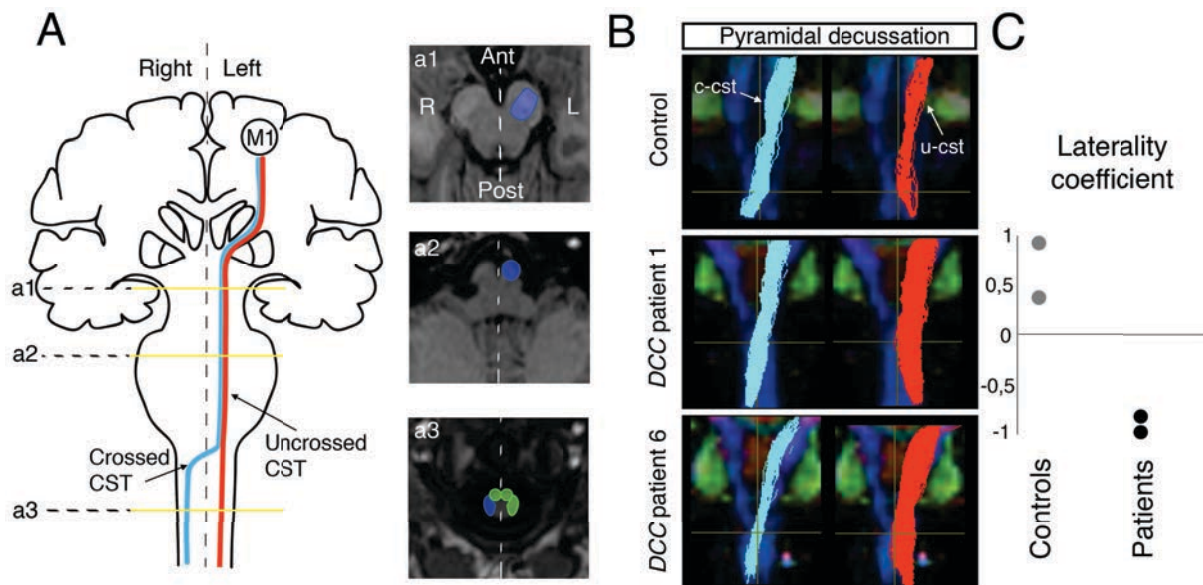 A
Right
Left
M1
a1
a2
a3
Crossed
CST
Uncrossed
CST
a1
Ant
R
L
Post
a2
a3
B
Pyramidal decussation
Control
c-cst
u-cst
DCC patient 1
DCC patient 6
C
Laterality
coefficient
1
0,5
0
-0,5
-1
Controls
Patients